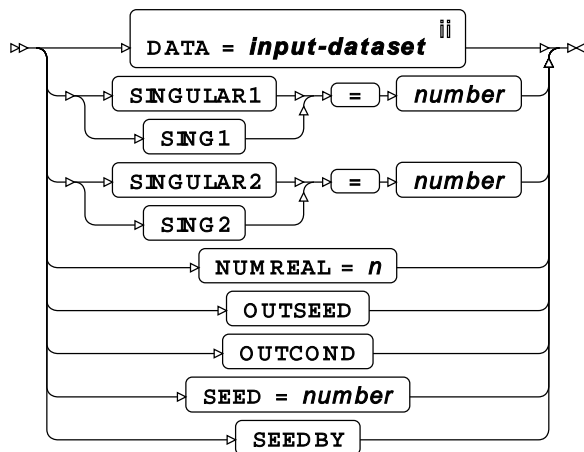 DATA = input-dataset ii
SINGULAR1 = number
SING1
SINGULAR2 = number
SING2
NUMREAL = n
OUTSEED
OUTCOND
SEED = number
SEEDBY